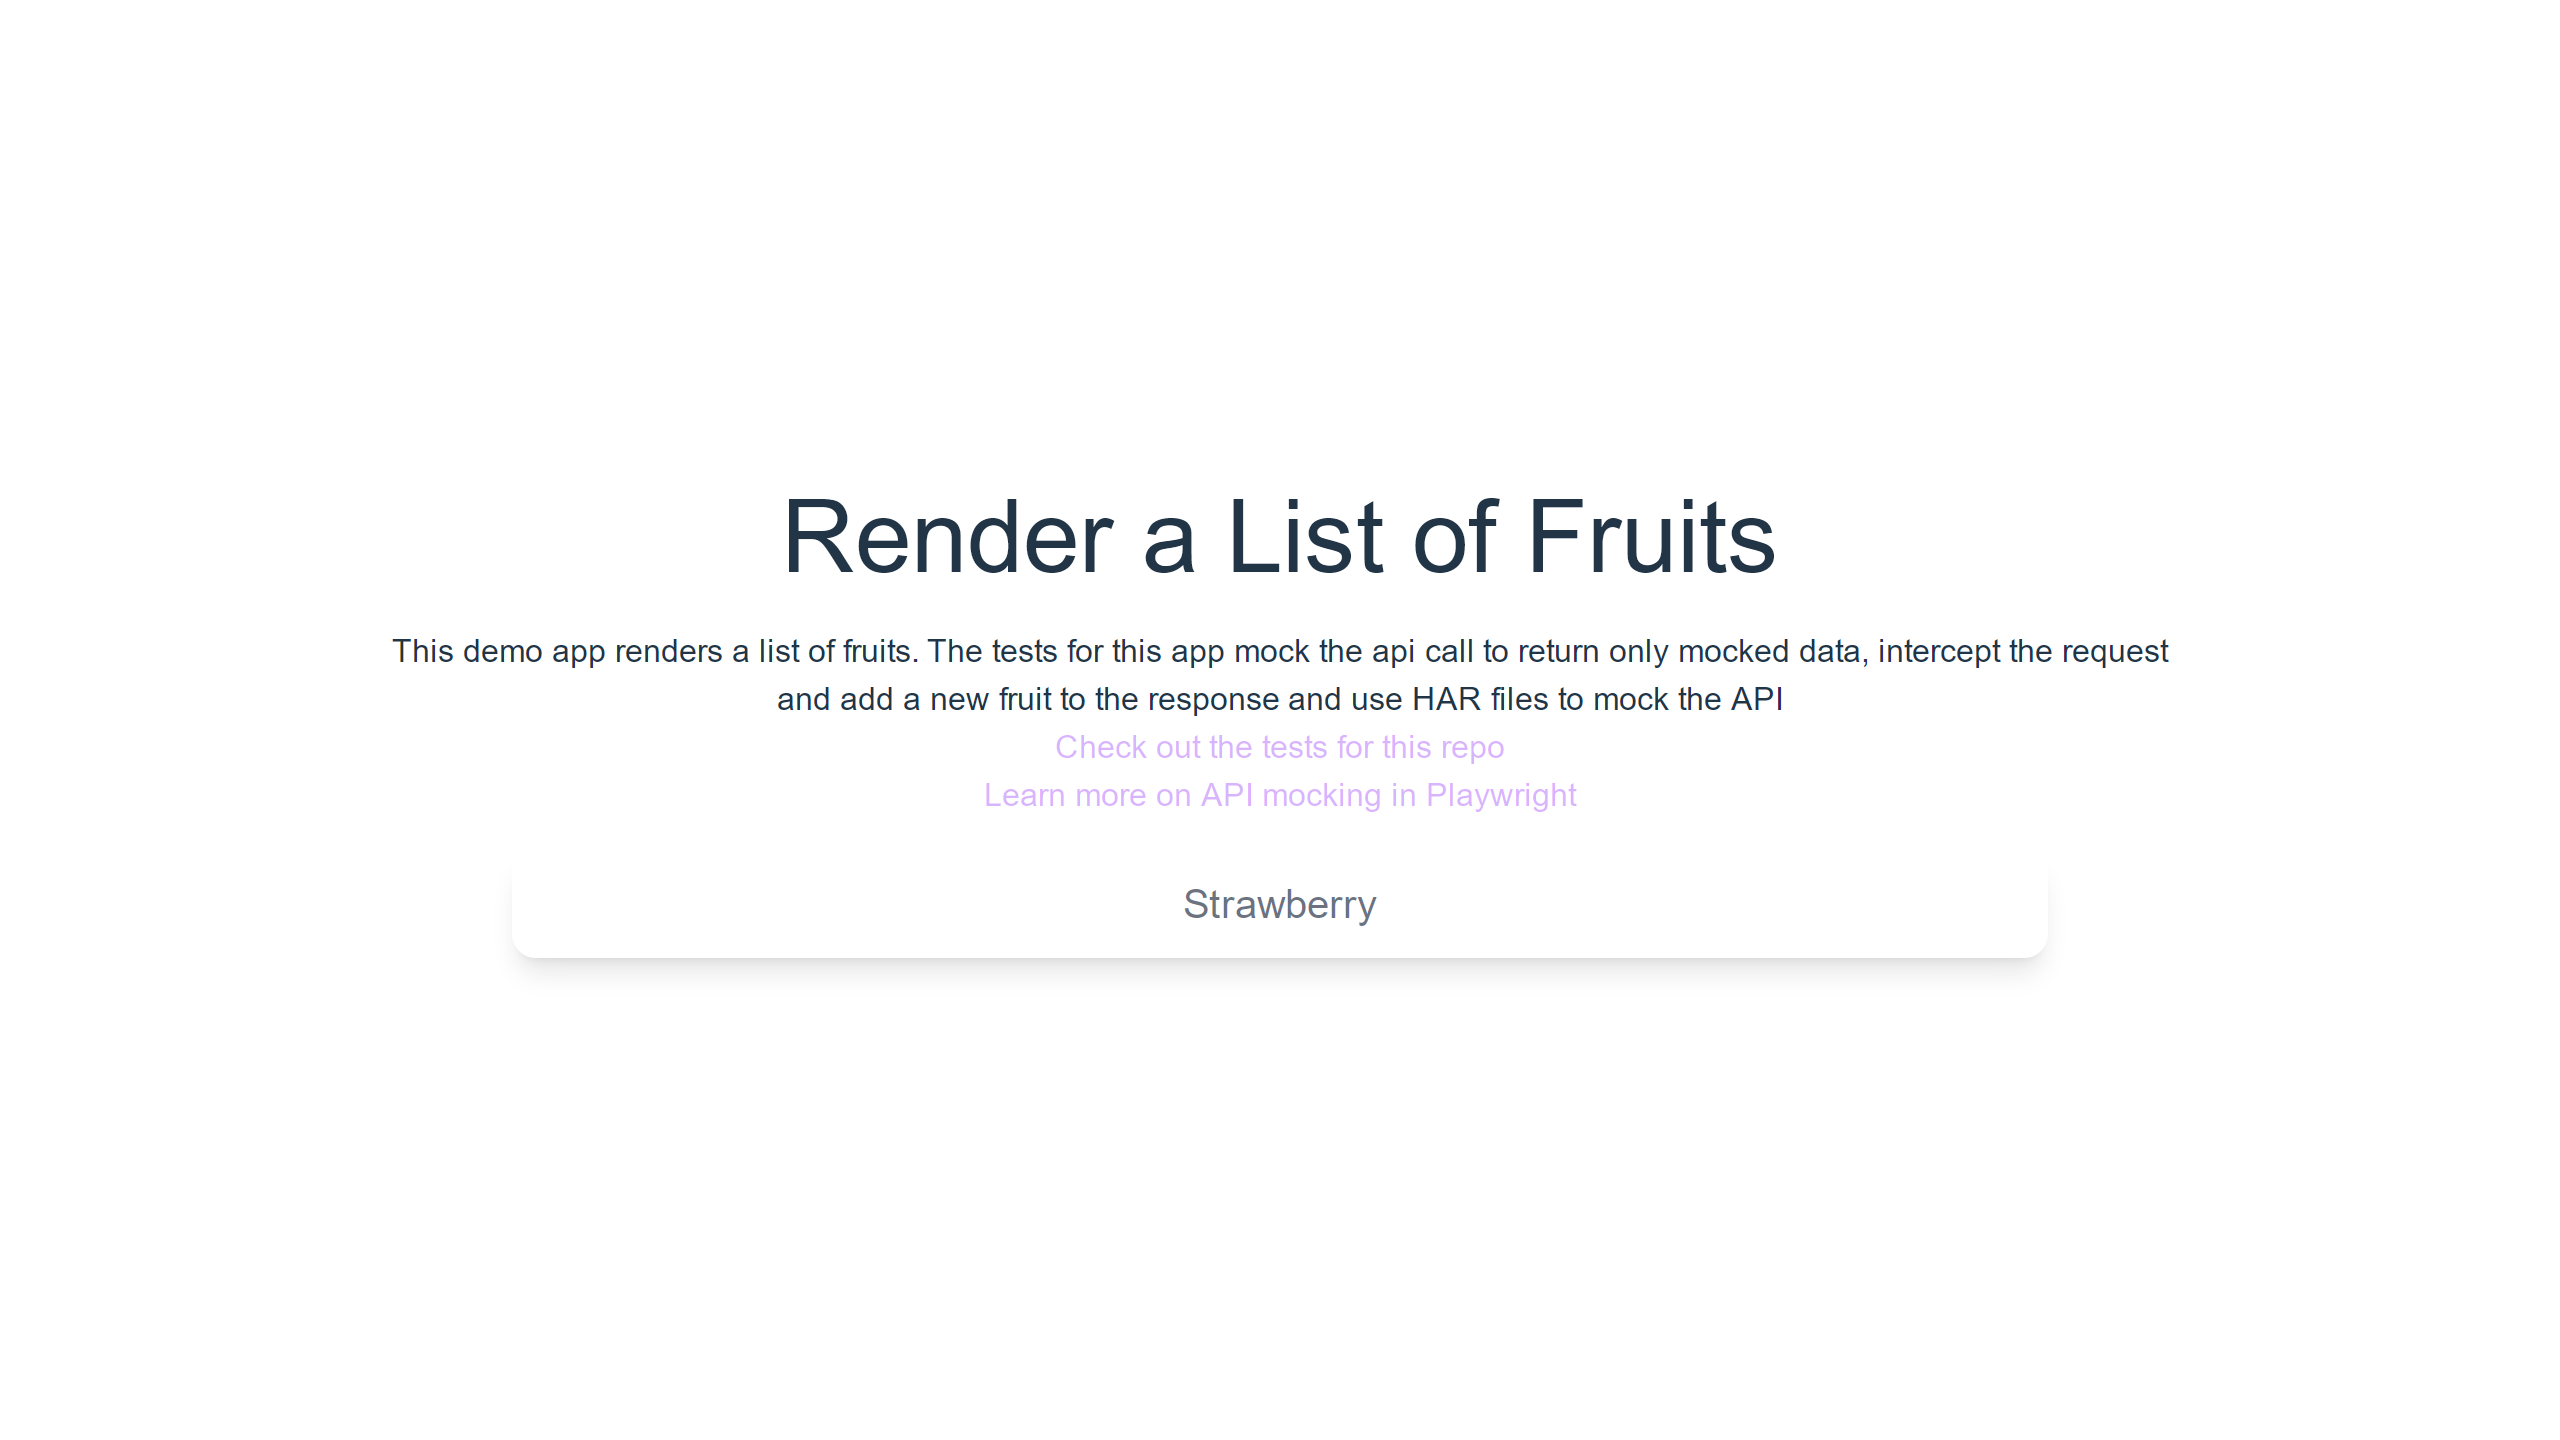 Render a List of Fruits
This demo app renders a list of fruits. The tests for this app mock the api call to return only mocked data, intercept the request
and add a new fruit to the response and use HAR files to mock the API
Check out the tests for this repo
Learn more on API mocking in Playwright
Strawberry